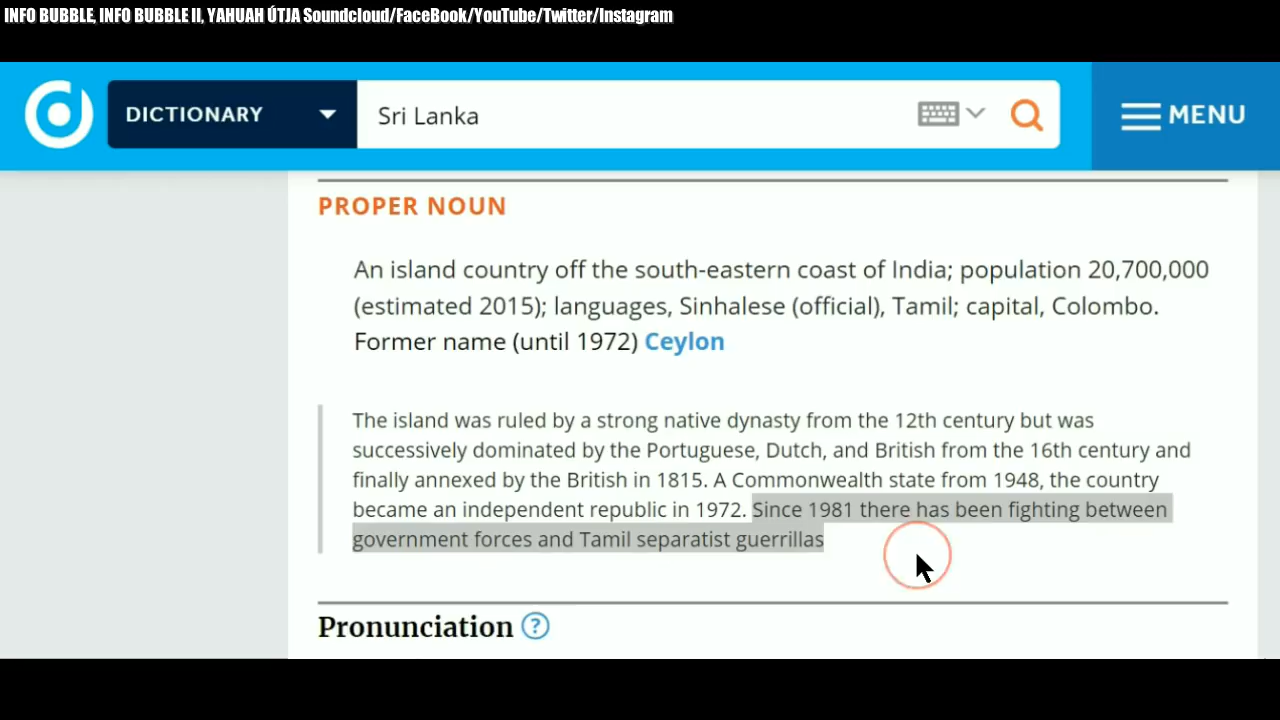 INFO BUBBLE, INFO BUBBLE II, YAHUAH ÚTJA Soundcloud/FaceBook/YouTube/Twitter/Instagram
DICTIONARY
Sri Lanka
MENU
PROPER NOUN
An island country off the south-eastern coast of India; population 20,700,000
(estimated 2015); languages, Sinhalese (official), Tamil; capital, Colombo.
Former name (until 1972) Ceylon
The island was ruled by a strong native dynasty from the 12th century but was
successively dominated by the Portuguese, Dutch, and British from the 16th century and
finally annexed by the British in 1815. A Commonwealth state from 1948, the country
became an independent republic in 1972. Since 1981 there has been fighting between
government forces and Tamil separatist guerrillas
Pronunciation ?